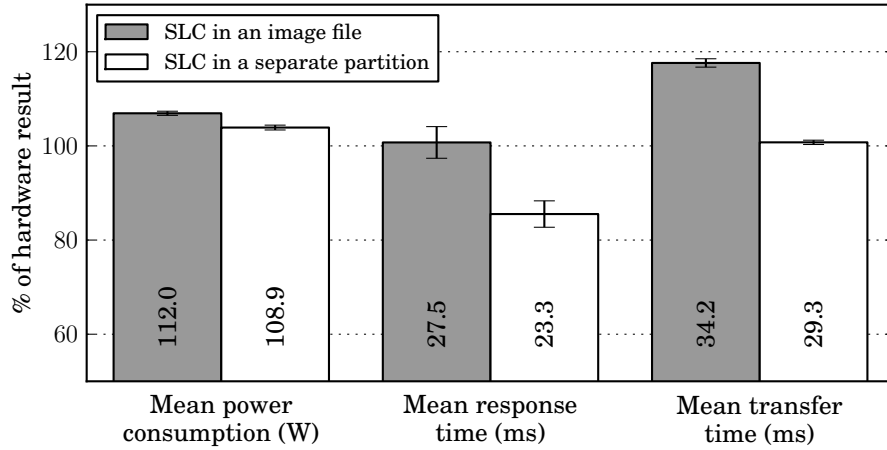 SLC in an image file
SLC in a separate partition
% of hardware result
120
100
80
60
112.0
108.9
27.5
23.3
34.2
29.3
Mean power
consumption (W)
Mean response
time (ms)
Mean transfer
time (ms)